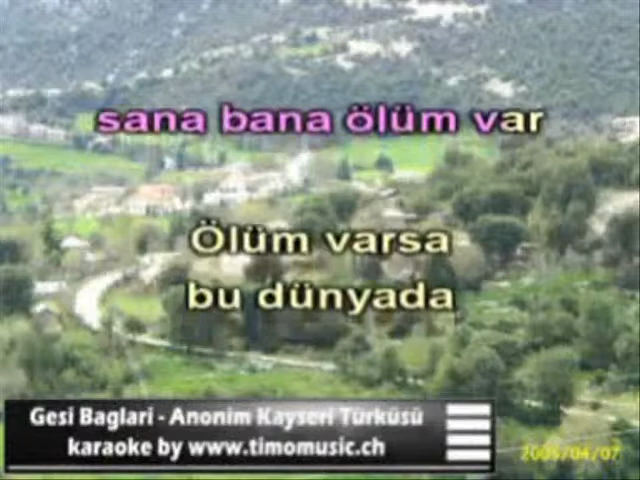 sana bana ölüm var
Ölüm varsa
bu dünyada
Gesi Baglari - Anonim Kayseri Türküsü
karaoke by www.timomusic.ch
2005/04/07